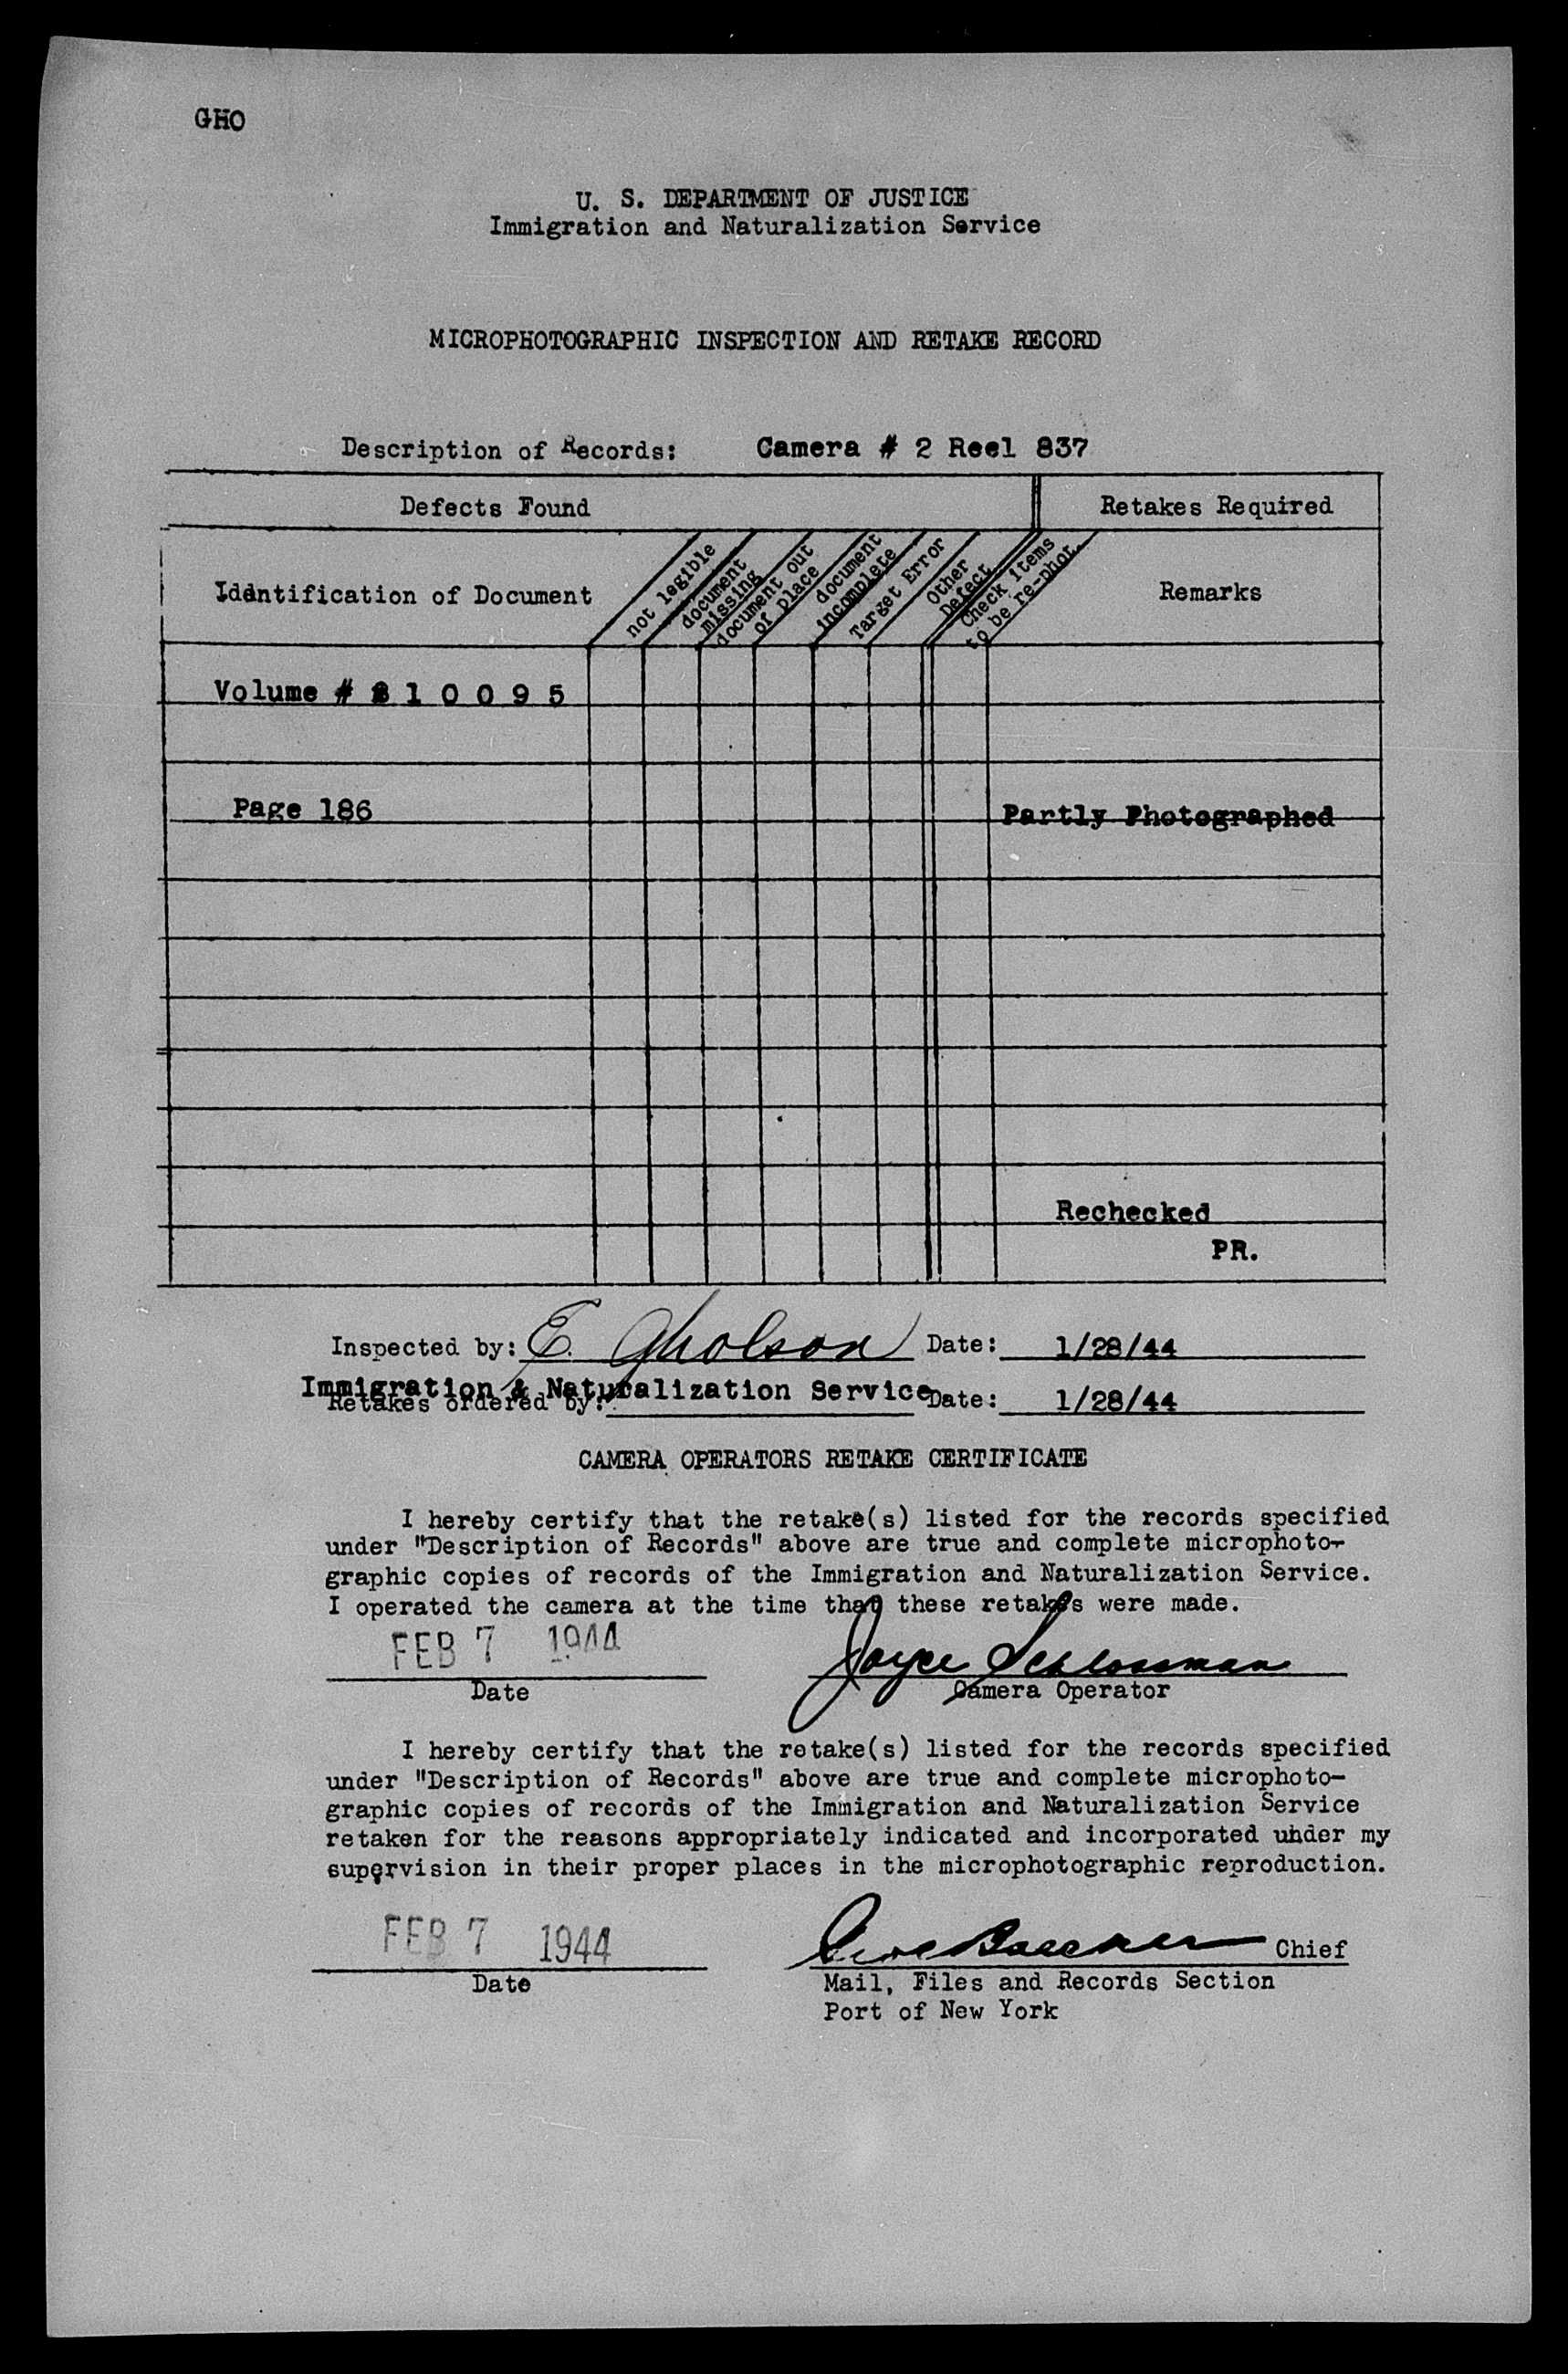 GHO
U. S. DEPARTMENT OF JUSTICE
Immigration and Naturalization Service
MICROPHOTOGRAPHIC INSPECTION AND RETAKE RECORD
Description of Records: Camera # 2 Reel 837
Defects Found Retakes Required
Identification of Document
not legible
document missing
document out of place
document incomplete
Target Error
Other Defect
Check items to be re-phot.
Remarks
Volume # 10095
Page 186 Partly Photographed
Rechecked
PR.
Inspected by: E. Gholson Date: 1/28/44
Immigration & Naturalization Service
Retakes ordered by: Date: 1/28/44
CAMERA OPERATORS RETAKE CERTIFICATE
I hereby certify that the retake(s) listed for the records specified
under "Description of Records" above are true and complete microphoto-
graphic copies of records of the Immigration and Naturalization Service.
I operated the camera at the time that these retakes were made.
FEB 7 1944 Joyce Schlossman
Date Camera Operator
I hereby certify that the retake(s) listed for the records specified
under "Description of Records" above are true and complete microphoto-
graphic copies of records of the Immigration and Naturalization Service
retaken for the reasons appropriately indicated and incorporated under my
supervision in their proper places in the microphotographic reproduction.
FEB 7 1944 Chief
Date Mail, Files and Records Section
Port of New York